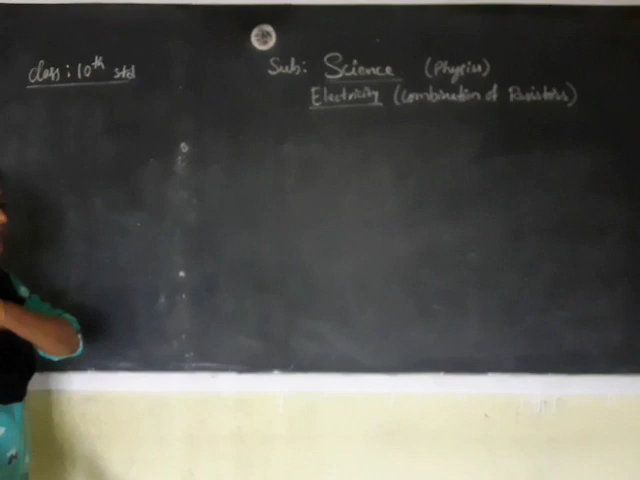 Class: 10th std
Sub: Science (Physics)
Electricity (Combination of Resistors)